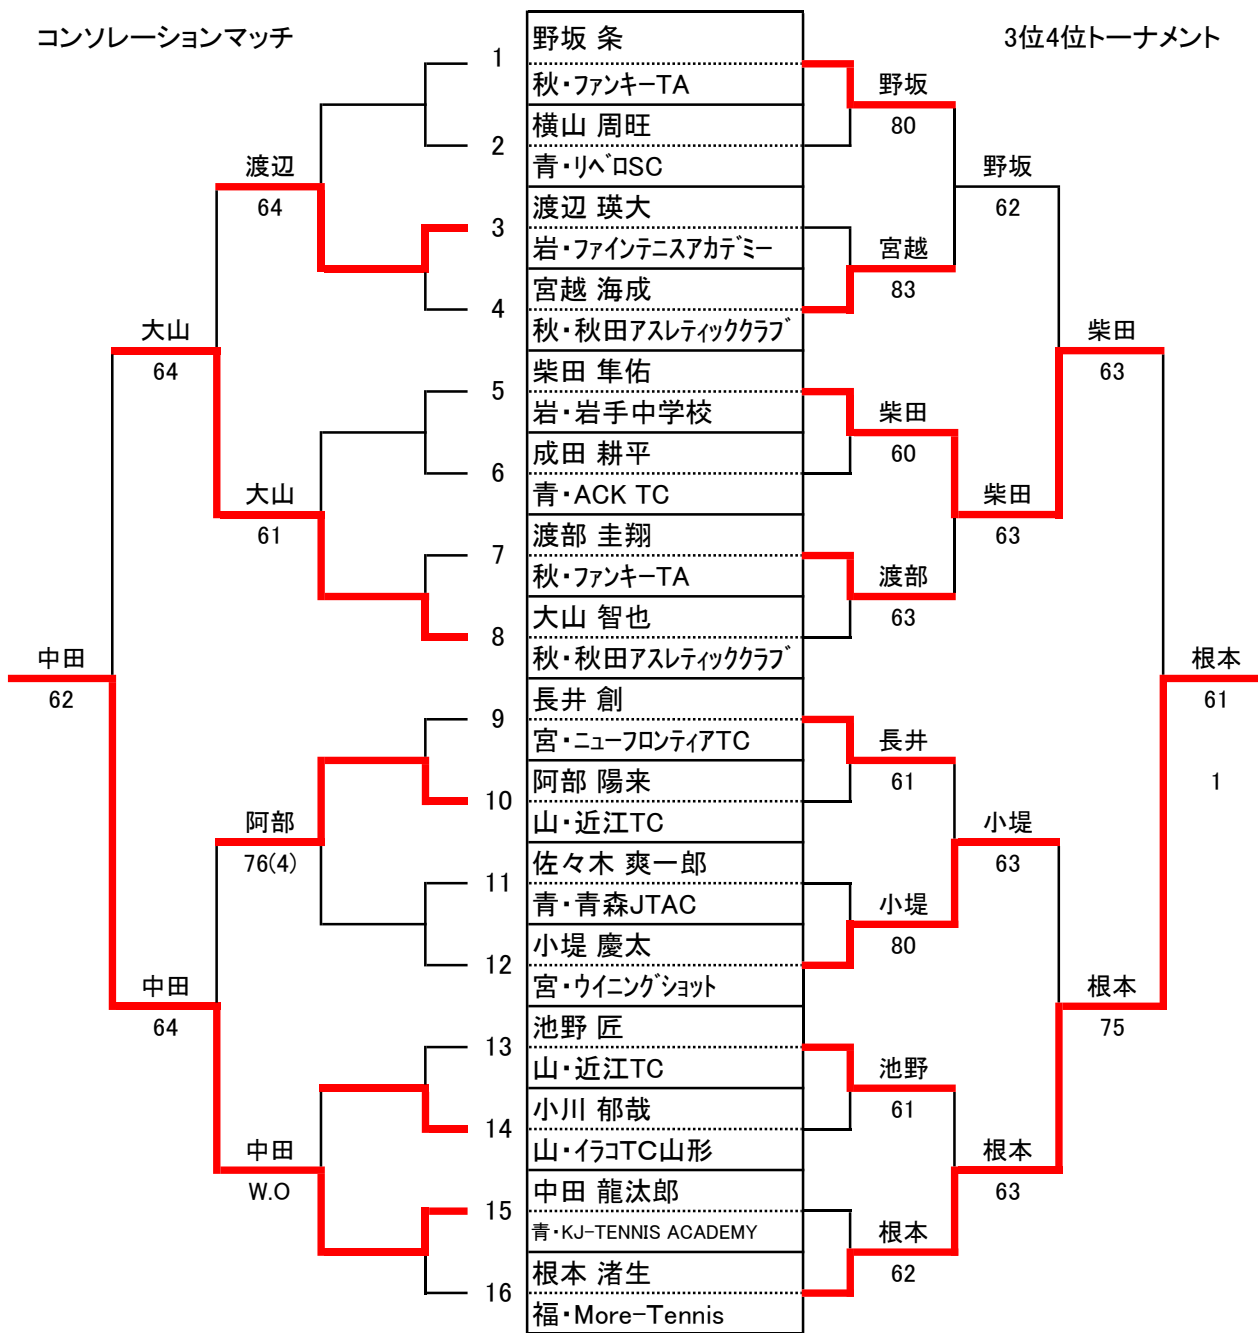 コンソレーションマッチ
3位4位トーナメント
1
野坂 条
秋・ファンキーTA
野坂
80
2
横山 周旺
青・リベロSC
渡辺
64
野坂
62
3
渡辺 瑛大
岩・ファインテニスアカデミー
宮越
83
4
宮越 海成
秋・秋田アスレティッククラブ
大山
64
柴田
63
5
柴田 隼佑
岩・岩手中学校
柴田
60
6
成田 耕平
青・ACK TC
大山
61
柴田
63
7
渡部 圭翔
秋・ファンキーTA
渡部
63
8
大山 智也
秋・秋田アスレティッククラブ
中田
62
根本
61
1
9
長井 創
宮・ニューフロンティアTC
長井
61
10
阿部 陽来
山・近江TC
阿部
76(4)
小堤
63
11
佐々木 爽一郎
青・青森JTAC
小堤
80
12
小堤 慶太
宮・ウイニングショット
中田
64
根本
75
13
池野 匠
山・近江TC
池野
61
14
小川 郁哉
山・イラコTC山形
中田
W.O
根本
63
15
中田 龍汰郎
青・KJ-TENNIS ACADEMY
根本
62
16
根本 渚生
福・More-Tennis